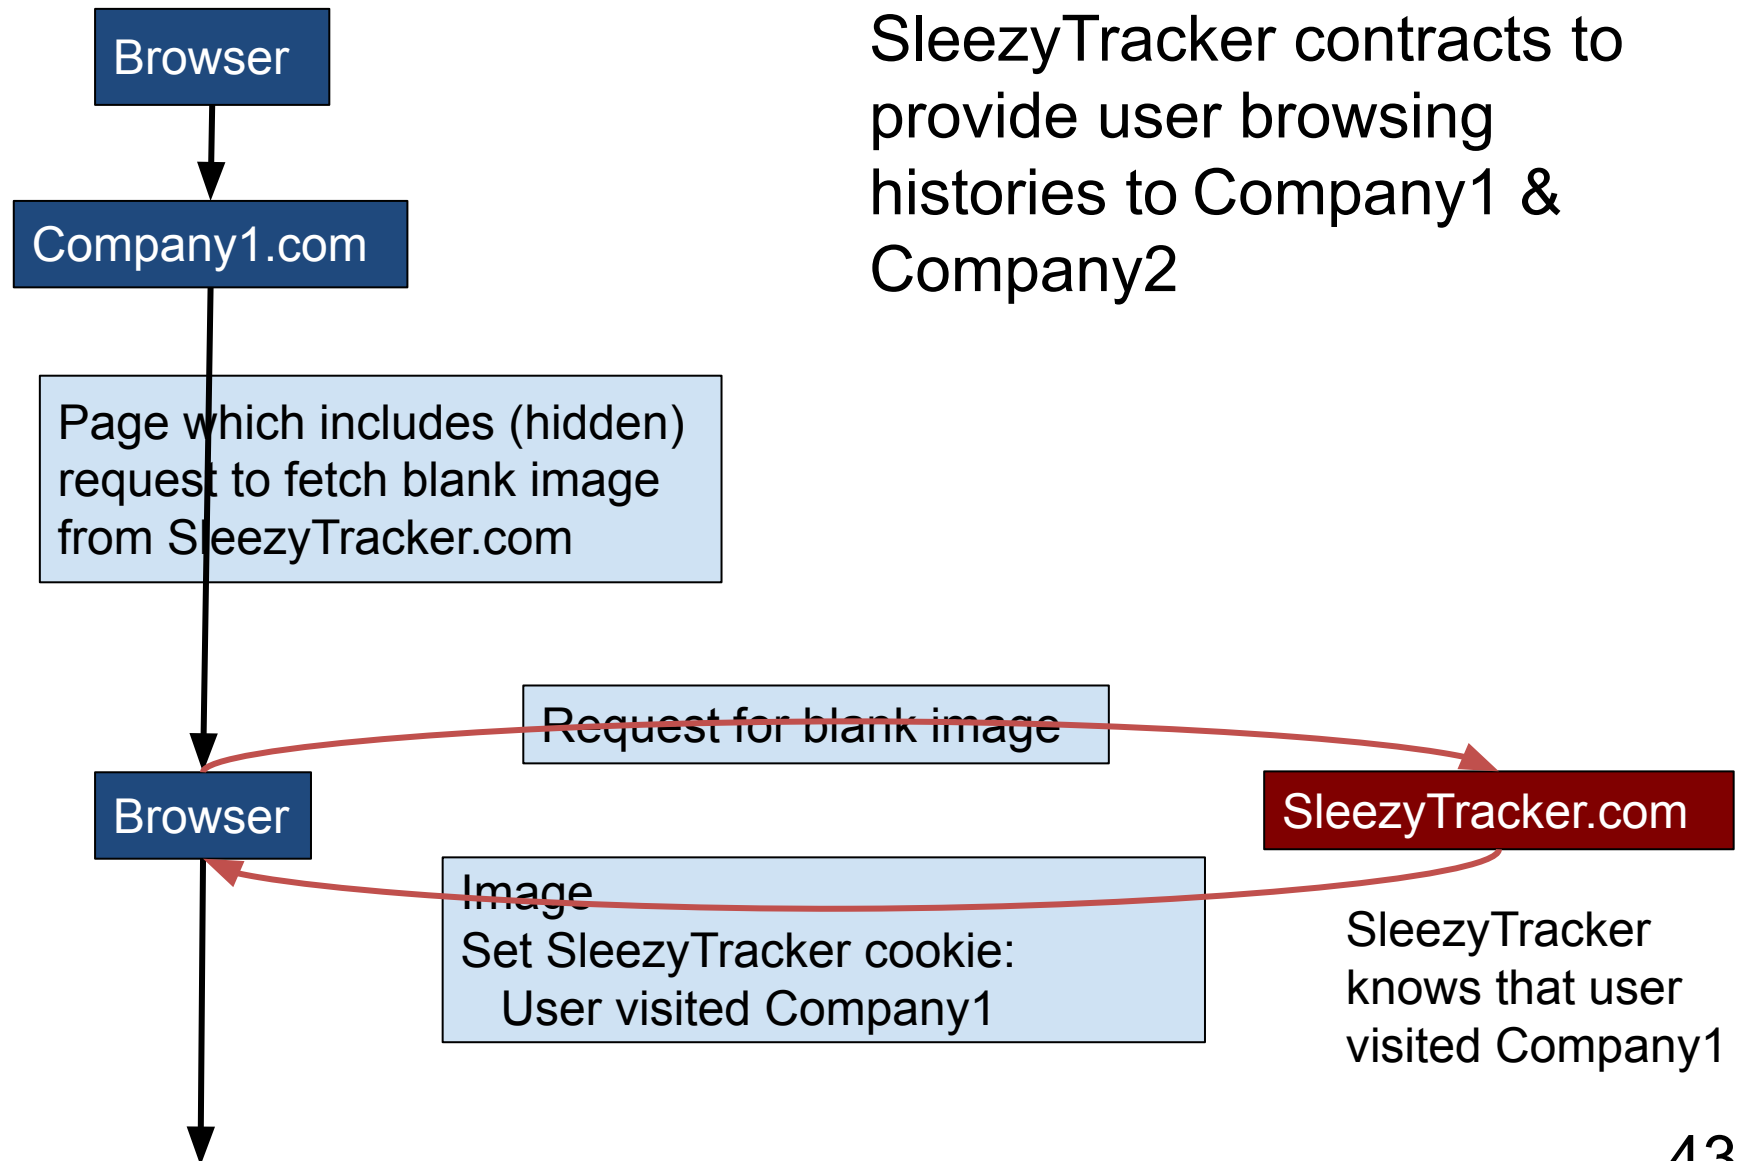 Browser
SleezyTracker contracts to
provide user browsing
histories to Company1 &
Company2
Company1.com
Page which includes (hidden)
request to fetch blank image
from SleezyTracker.com
Request for blank image
Browser
SleezyTracker.com
Image
Set SleezyTracker cookie:
User visited Company1
SleezyTracker
knows that user
visited Company1
43